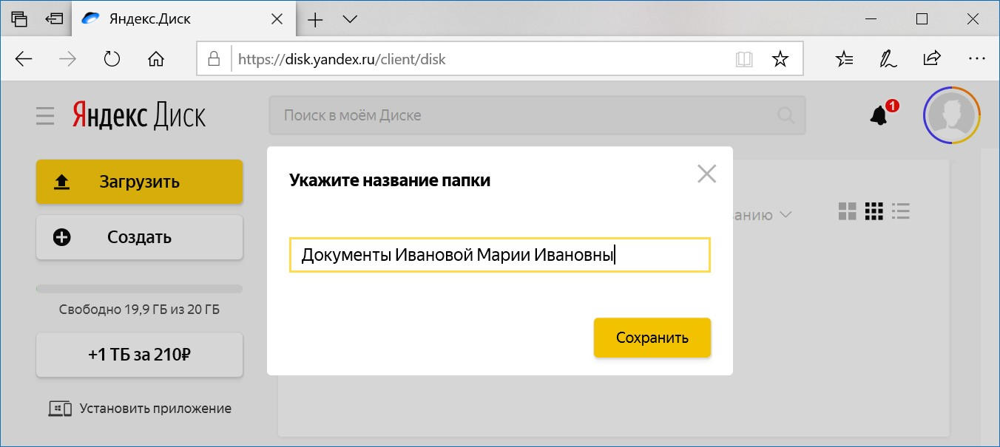 Яндекс.Диск
https://disk.yandex.ru/client/disk
Яндекс Диск
Поиск в моём Диске
1
Загрузить
Создать
Свободно 19,9 ГБ из 20 ГБ
+1 ТБ за 210₽
Установить приложение
Укажите название папки
Документы Ивановой Марии Ивановны
Сохранить